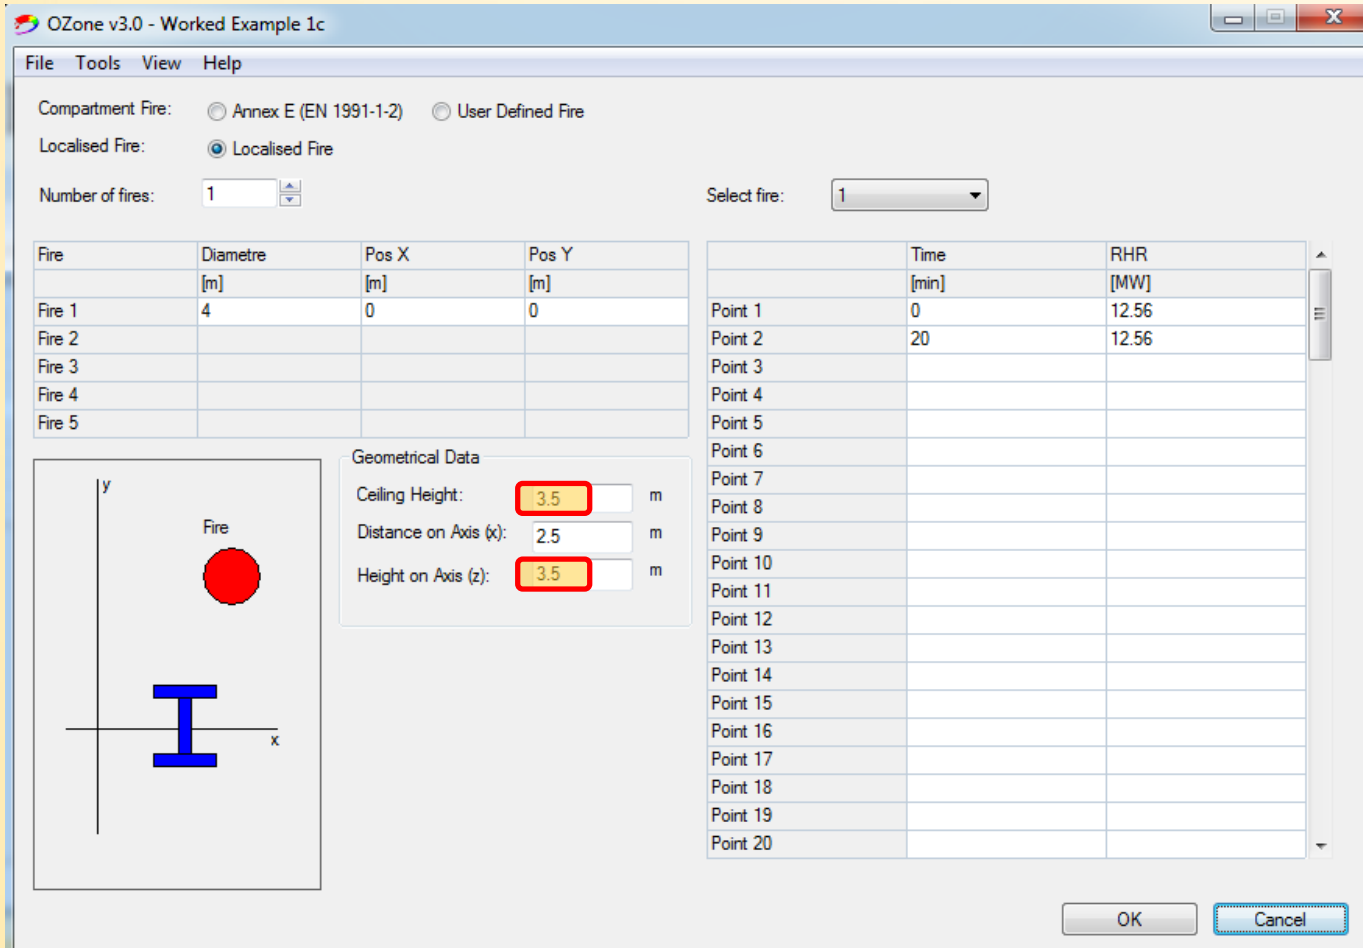 OZone v3.0 - Worked Example 1c
File Tools View Help
Compartment Fire: Annex E (EN 1991-1-2) User Defined Fire
Localised Fire: Localised Fire
Number of fires: 1 Select fire: 1
Fire Diametre Pos X Pos Y
[m] [m] [m]
Fire 1 4 0 0
Fire 2
Fire 3
Fire 4
Fire 5
Time RHR
[min] [MW]
Point 1 0 12.56
Point 2 20 12.56
Point 3
Point 4
Point 5
Point 6
Point 7
Point 8
Point 9
Point 10
Point 11
Point 12
Point 13
Point 14
Point 15
Point 16
Point 17
Point 18
Point 19
Point 20
y
Fire
x
Geometrical Data
Ceiling Height: 3.5 m
Distance on Axis (x): 2.5 m
Height on Axis (z): 3.5 m
OK Cancel